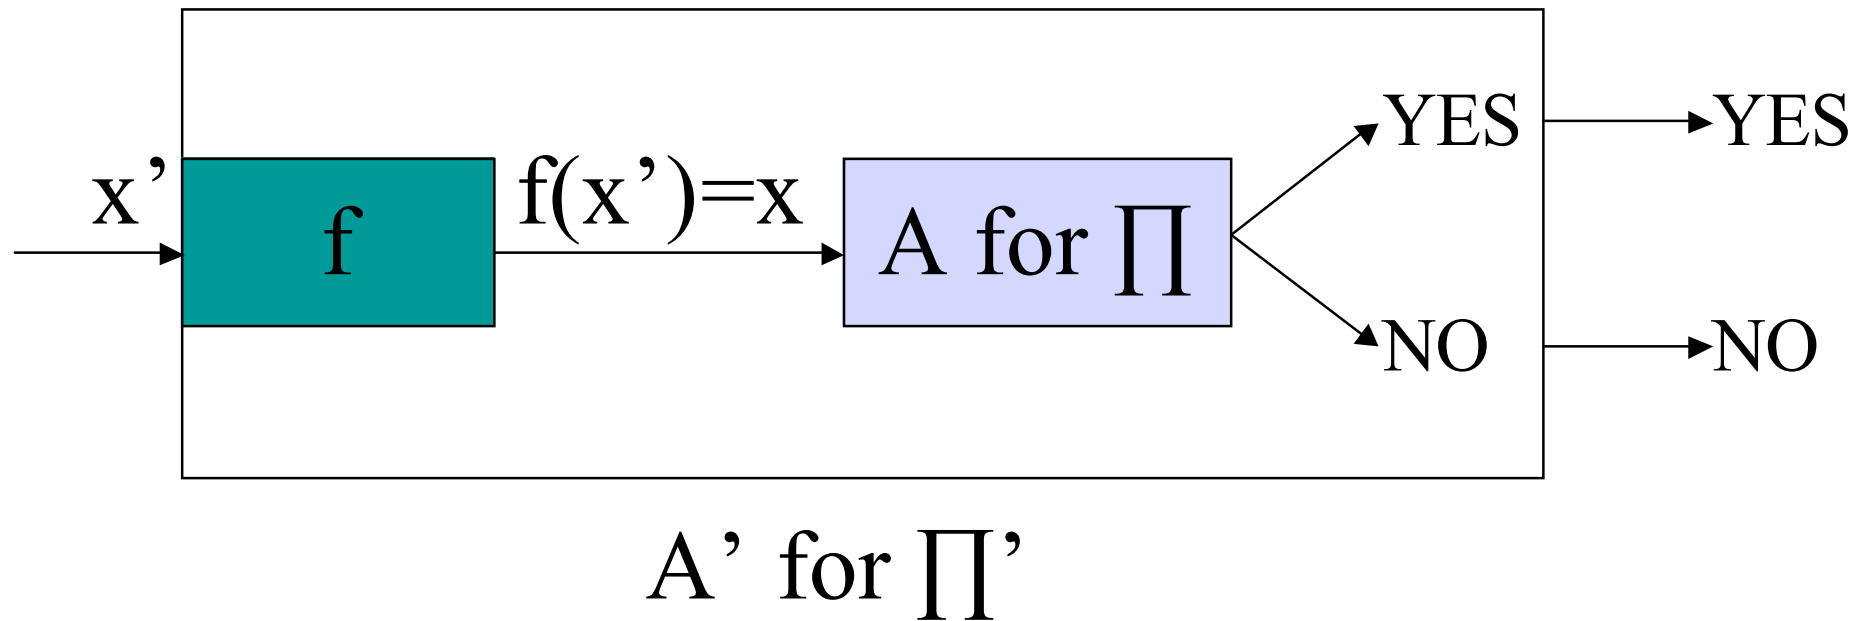 x’
f
f(x’)=x
A for ∏
YES
NO
YES
NO
A’ for ∏’